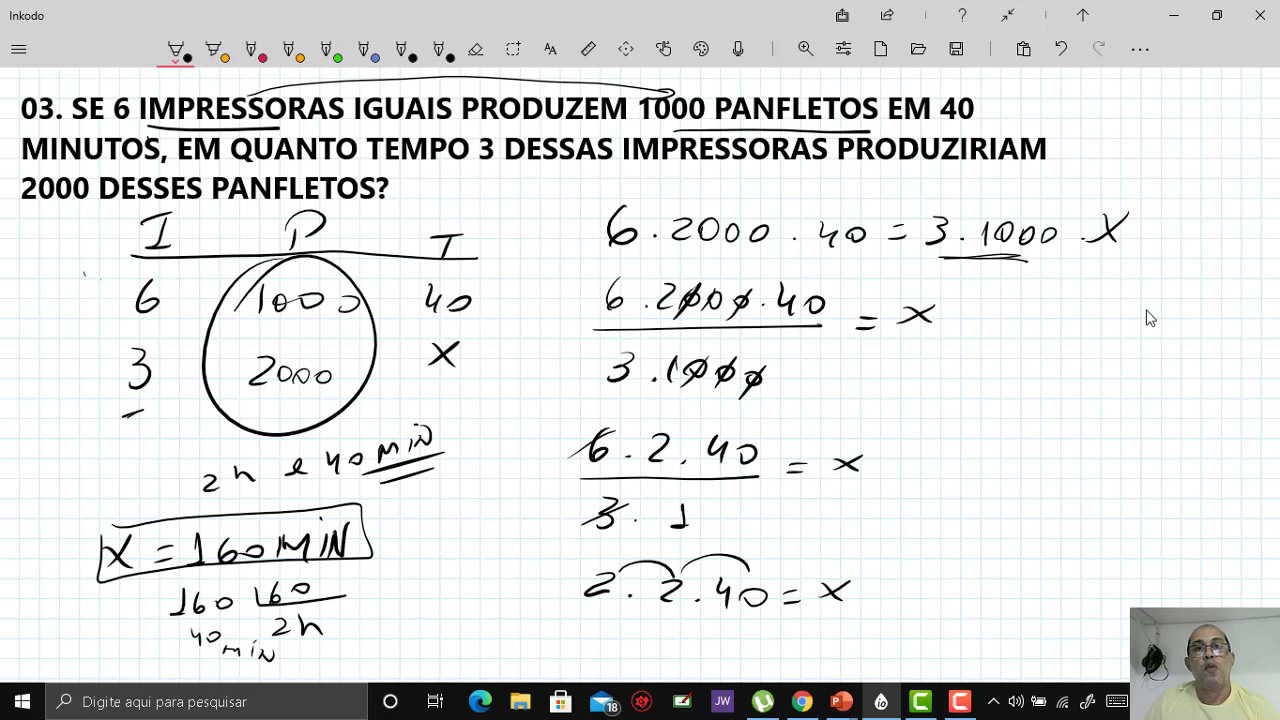 Inkodo
03. SE 6 IMPRESSORAS IGUAIS PRODUZEM 1000 PANFLETOS EM 40
MINUTOS, EM QUANTO TEMPO 3 DESSAS IMPRESSORAS PRODUZIRIAM
2000 DESSES PANFLETOS?
I P T
6 1000 40
3 2000 X
2h e 40 min
X = 160 MIN
160 60
40 min 2h
6 . 2000 . 40 = 3 . 1000 . X
6 . 2000 . 40 = x
3 . 1000
6 . 2 . 40 = x
3 . 1
2 . 2 . 40 = x
Digite aqui para pesquisar
18
JW